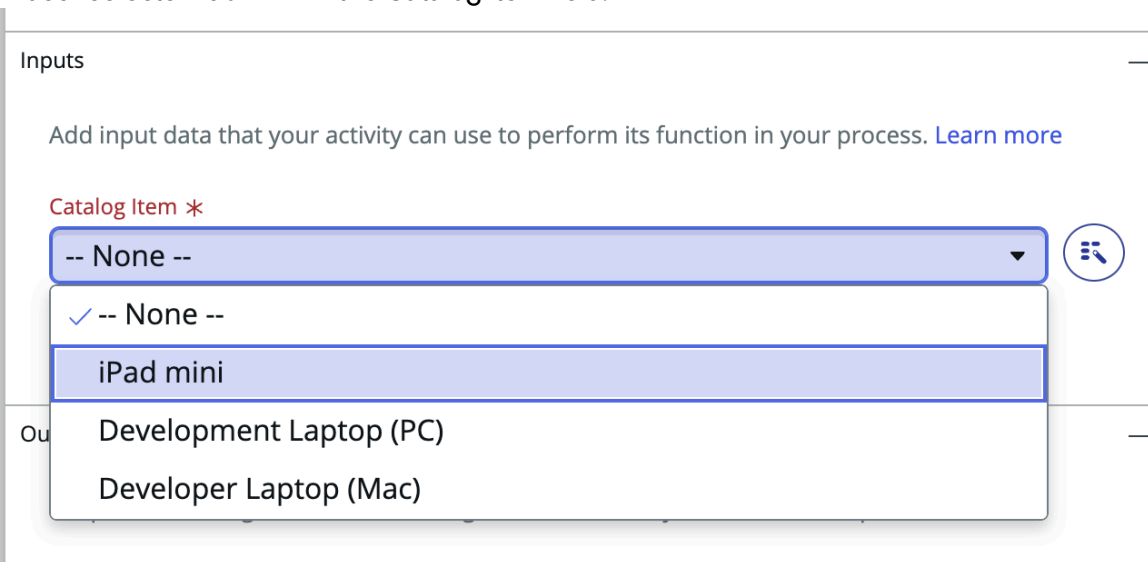 Inputs
Add input data that your activity can use to perform its function in your process. Learn more
Catalog Item *
-- None --
-- None --
iPad mini
Development Laptop (PC)
Ou
Developer Laptop (Mac)